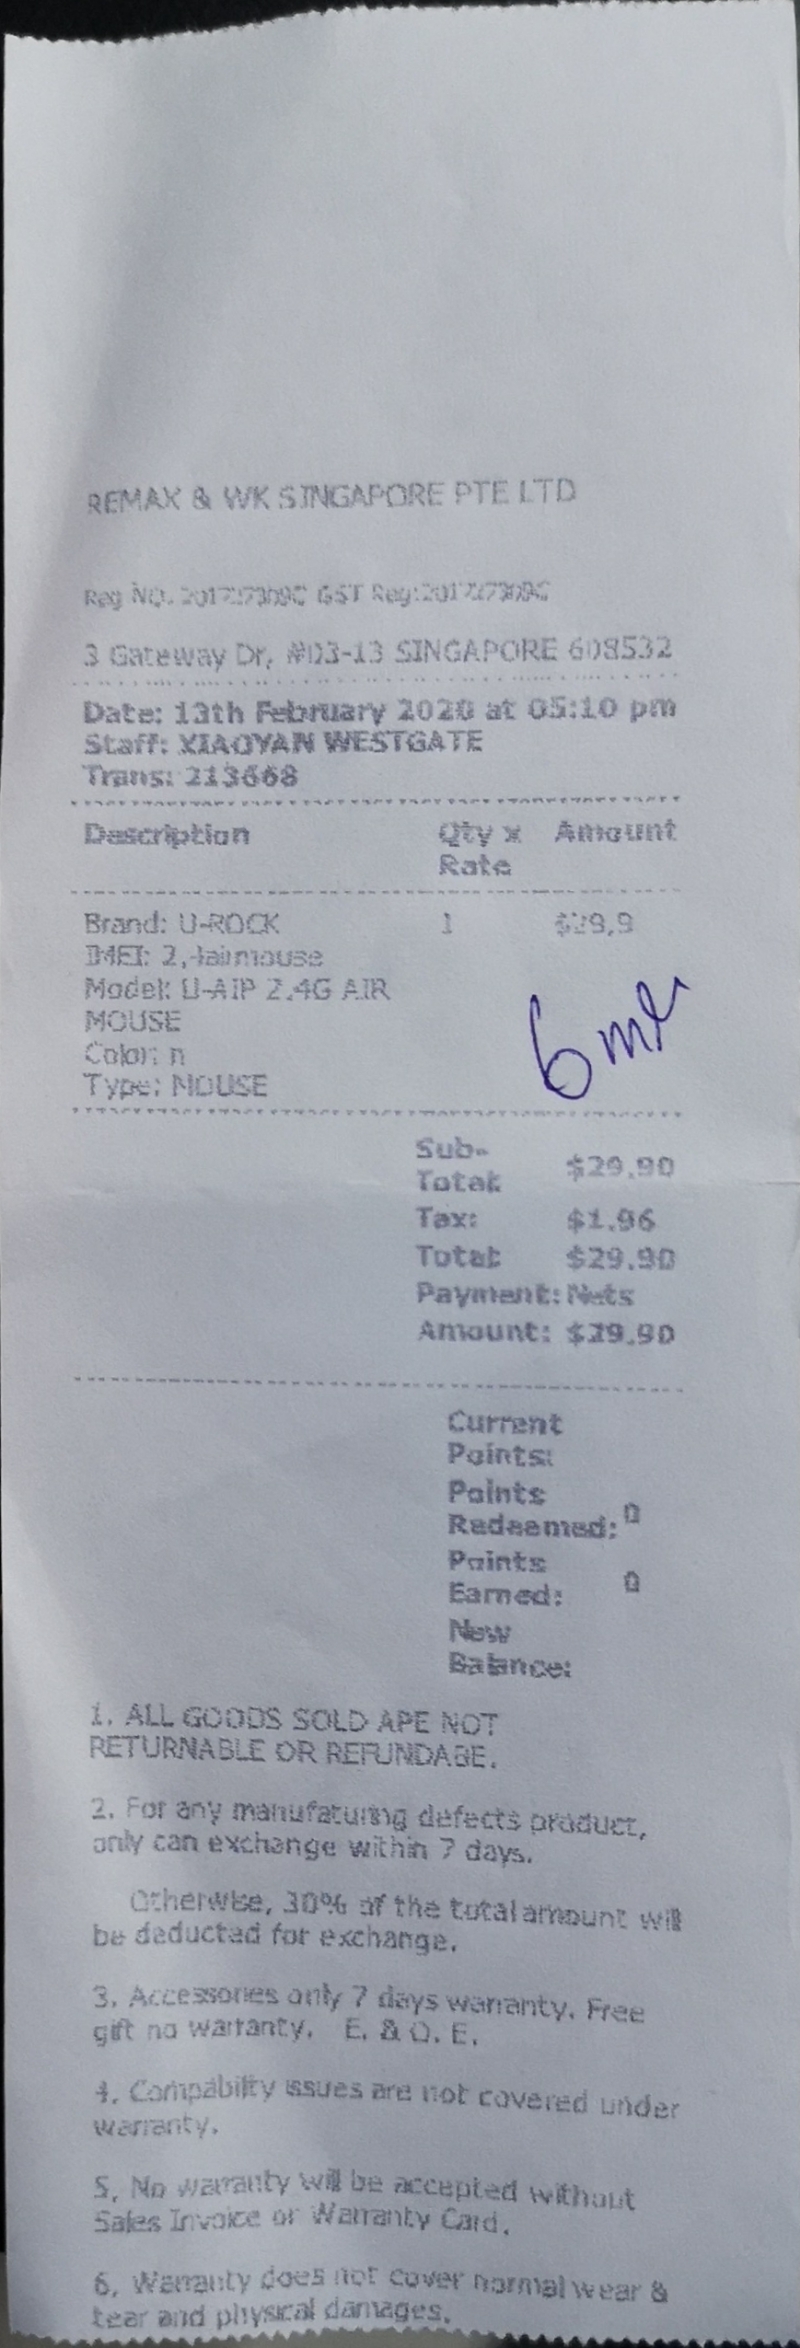 REMAX & WK SINGAPORE PTE LTD
Reg NO. GST Reg:
3 Gateway Dr, #03-13 SINGAPORE 608532
Date: 13th February 2020 at 05:10 pm
Staff: XIAOYAN WESTGATE
Trans: 213668
Description Qty x Amount
Rate
Brand: U-ROCK 1 $29.9
IMEI: 2.4airmouse
Model: U-AIP 2.4G AIR
MOUSE
Color: n
Type: MOUSE
6
Sub-
Total: $29.90
Tax: $1.96
Total: $29.90
Payment: Nets
Amount: $29.90
Current
Points:
Points
Redeemed: 0
Points
Earned: 0
New
Balance:
1. ALL GOODS SOLD APE NOT
RETURNABLE OR REFUNDABE.
2. For any manufaturing defects product,
only can exchange within 7 days.
Otherwise, 30% of the total amount will
be deducted for exchange.
3. Accessories only 7 days warranty. Free
gift no warranty. E. & O. E.
4. Compabilty issues are not covered under
warranty.
5. No warranty will be accepted without
Sales Invoice or Warranty Card.
6. Warranty does not cover normal wear &
tear and physical damages.